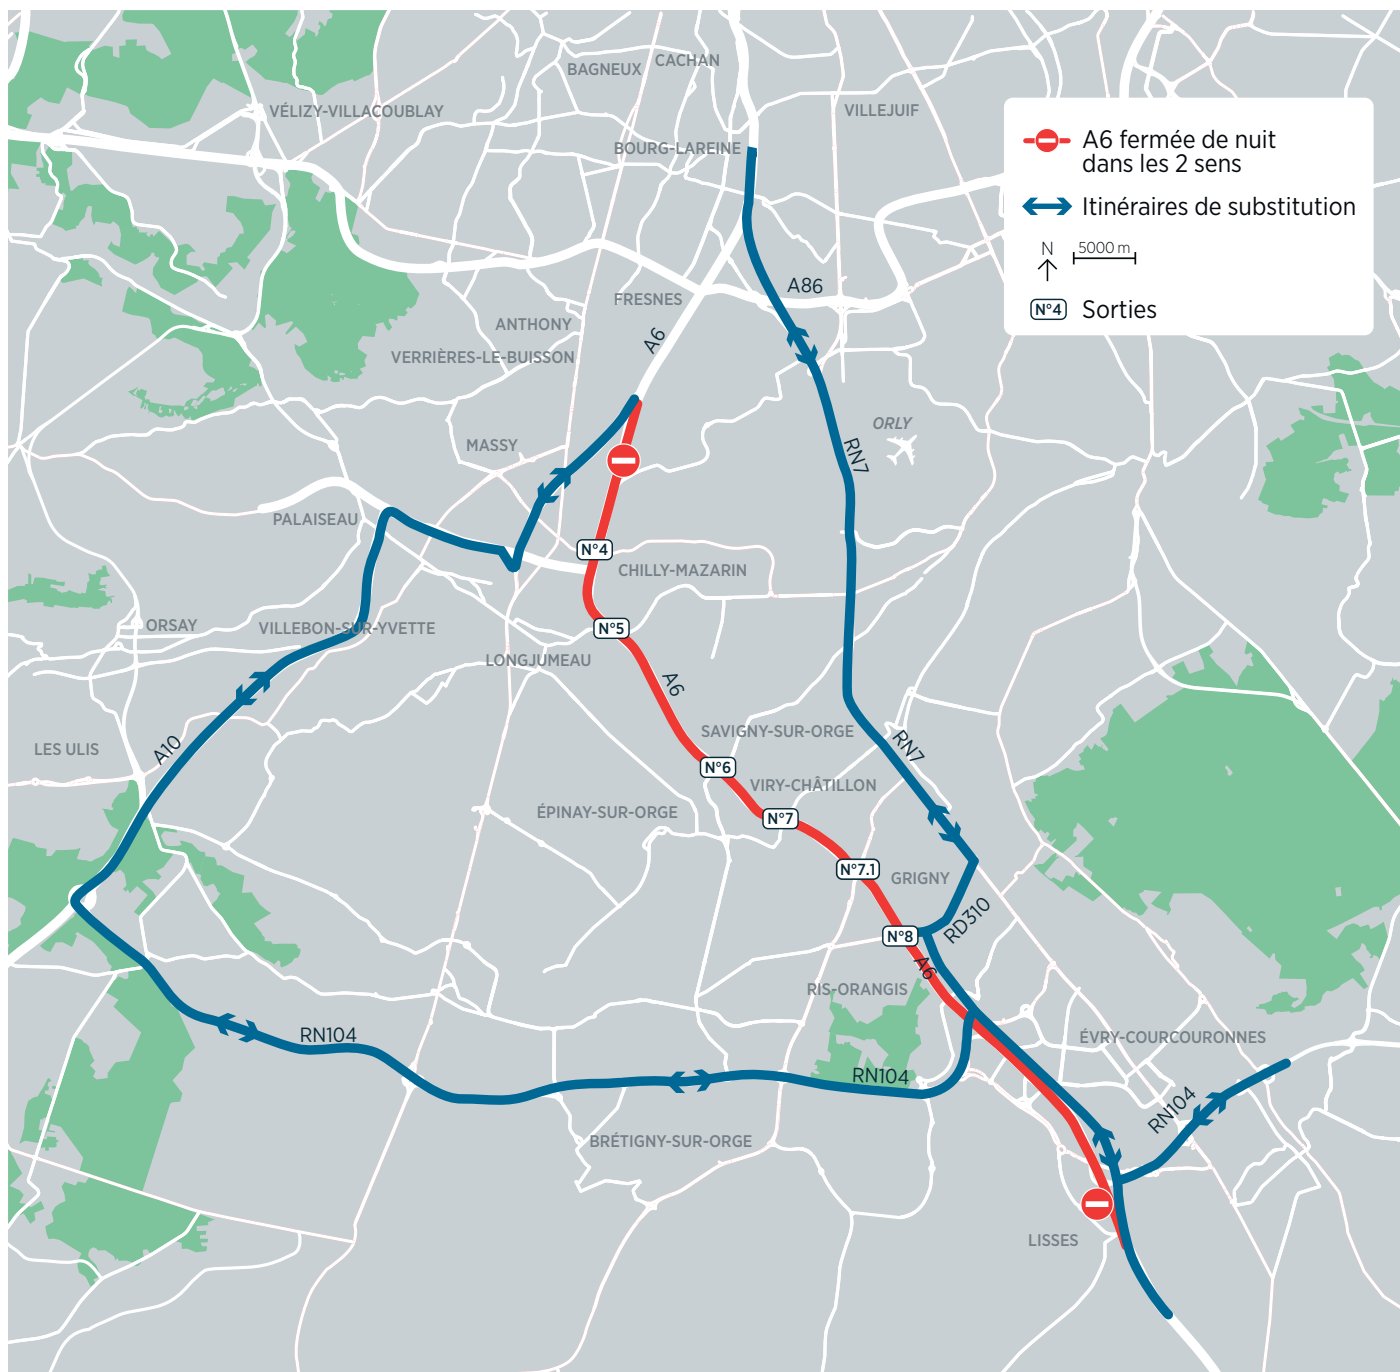 CACHAN
BAGNEUX
VÉLIZY-VILLACOUBLAY
VILLEJUIF
BOURG-LAREINE
A6 fermée de nuit
dans les 2 sens
Itinéraires de substitution
N
5000 m
N°4
Sorties
A86
FRESNES
ANTHONY
A6
VERRIÈRES-LE-BUISSON
ORLY
MASSY
RN7
PALAISEAU
N°4
CHILLY-MAZARIN
ORSAY
VILLEBON-SUR-YVETTE
N°5
LONGJUMEAU
A6
SAVIGNY-SUR-ORGE
RN7
LES ULIS
A10
N°6
VIRY-CHÂTILLON
ÉPINAY-SUR-ORGE
N°7
N°7.1
GRIGNY
RD310
N°8
A6
RIS-ORANGIS
RN104
ÉVRY-COURCOURONNES
RN104
RN104
BRÉTIGNY-SUR-ORGE
LISSES